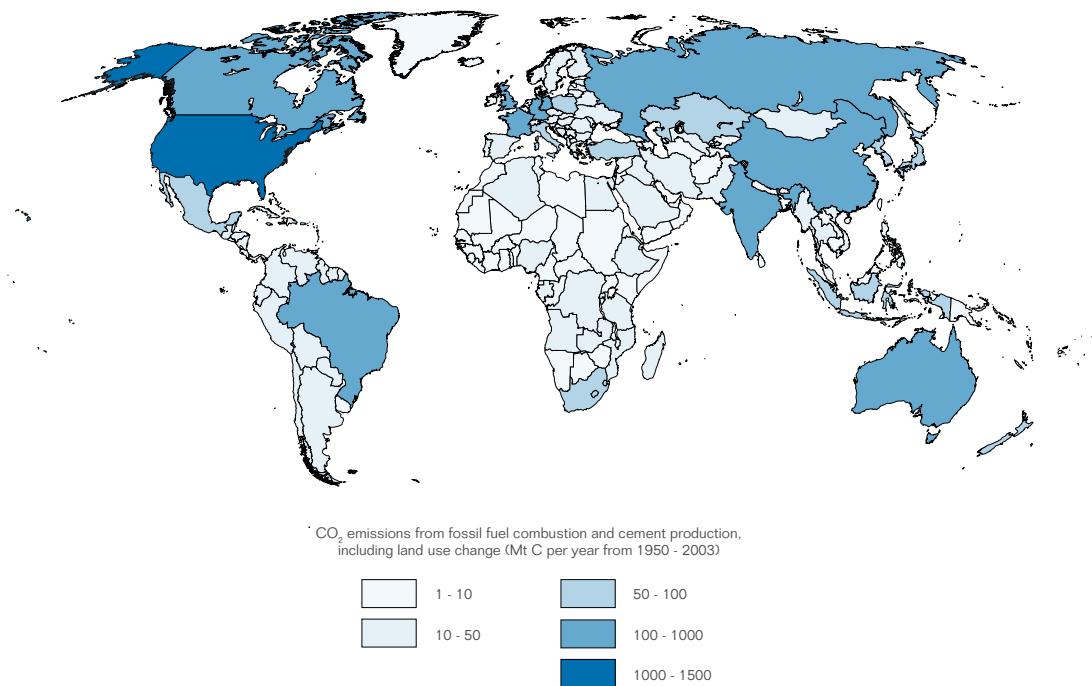 CO₂ emissions from fossil fuel combustion and cement production,
including land use change (Mt C per year from 1950 - 2003)
1 - 10
10 - 50
50 - 100
100 - 1000
1000 - 1500